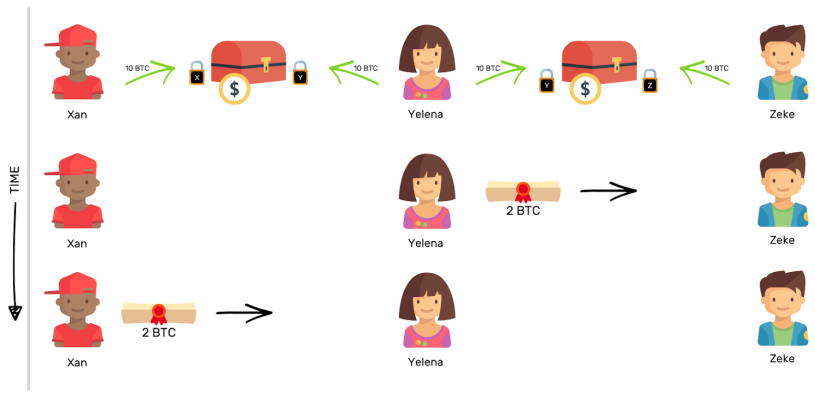 10 BTC
X
Y
10 BTC
10 BTC
Y
Z
10 BTC
$
$
Xan
Yelena
Zeke
TIME
2 BTC
Xan
Yelena
Zeke
2 BTC
Xan
Yelena
Zeke